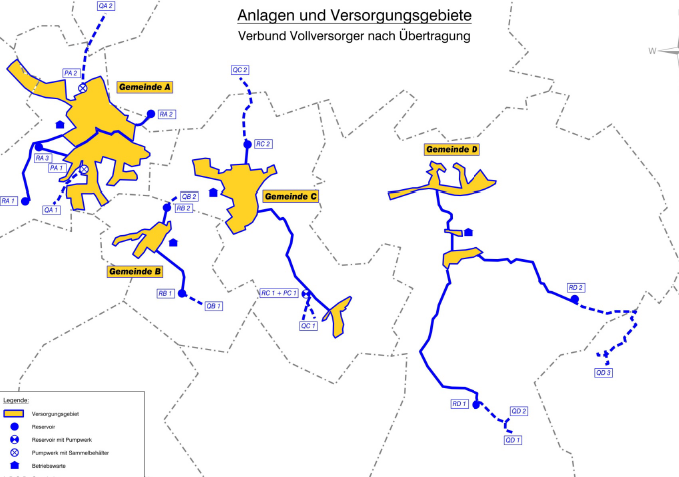 Anlagen und Versorgungsgebiete
Verbund Vollversorger nach Übertragung
QA 2
W
PA 2
QC 2
Gemeinde A
RA 2
RC 2
Gemeinde D
RA 3
PA 1
RA 1
QA 1
QB 2
RB 2
Gemeinde C
Gemeinde B
RB 1
QB 1
RC 1 + PC 1
QC 1
RD 2
QD 3
RD 1
QD 2
QD 1
Legende:
Versorgungsgebiet
Reservoir
Reservoir mit Pumpwerk
Pumpwerk mit Sammelbehälter
Betriebswarte